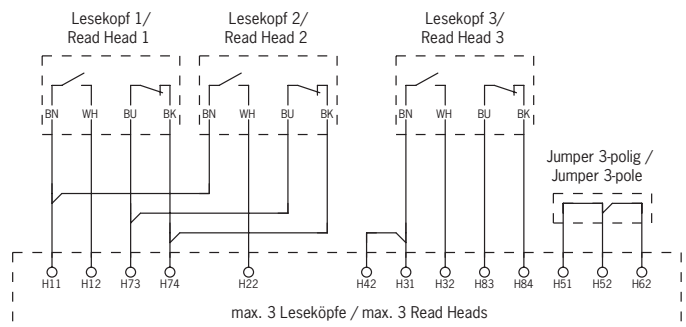 Lesekopf 1/ Lesekopf 2/ Lesekopf 3/
Read Head 1 Read Head 2 Read Head 3
BN WH BU BK BN WH BU BK BN WH BU BK
Jumper 3-polig /
Jumper 3-pole
H11 H12 H73 H74 H22 H42 H31 H32 H83 H84 H51 H52 H62
max. 3 Leseköpfe / max. 3 Read Heads